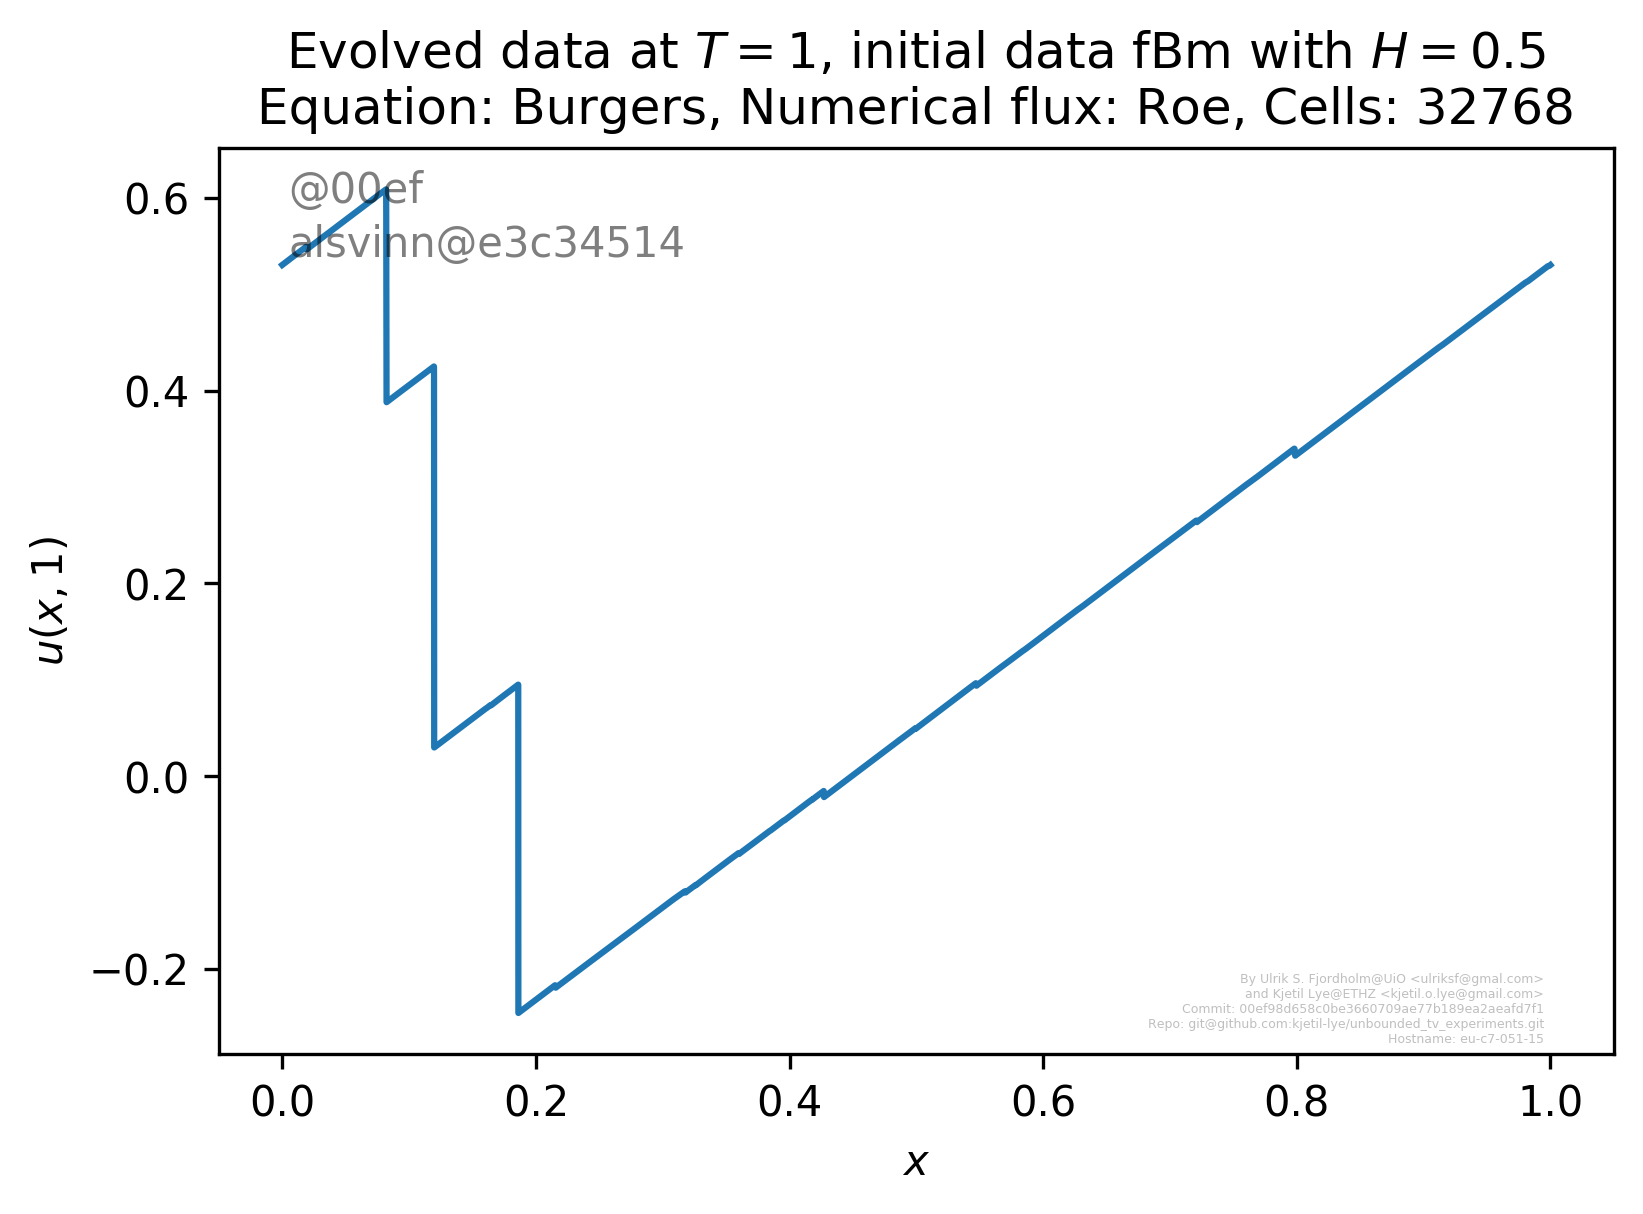 Evolved data at T = 1, initial data fBm with H = 0.5
Equation: Burgers, Numerical flux: Roe, Cells: 32768
@00ef
alsvinn@e3c34514
0.6
0.4
0.2
0.0
−0.2
u(x, 1)
0.0 0.2 0.4 0.6 0.8 1.0
x
By Ulrik S. Fjordholm@UiO <ulriksf@gmal.com>
and Kjetil Lye@ETHZ <kjetil.o.lye@gmail.com>
Commit: 00ef98d658c0be3660709ae77b189ea2aeafd7f1
Repo: git@github.com:kjetil-lye/unbounded_tv_experiments.git
Hostname: eu-c7-051-15